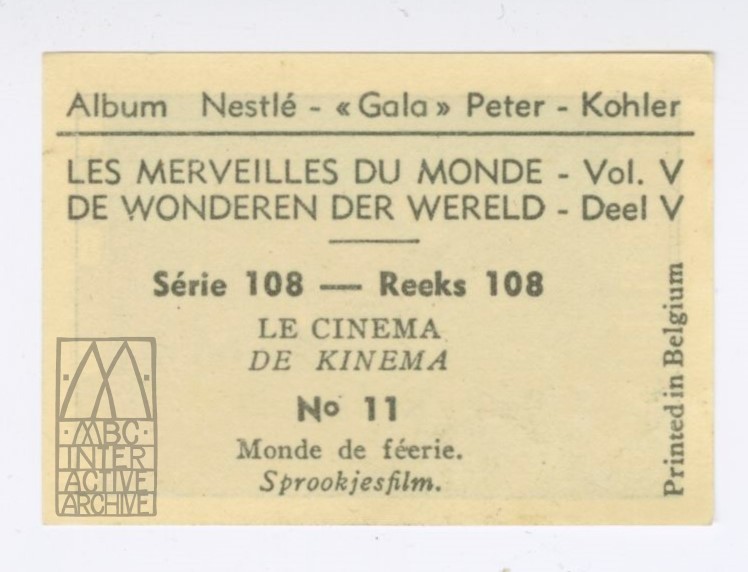 Album Nestlé - « Gala » Peter - Kohler
LES MERVEILLES DU MONDE - Vol. V
DE WONDEREN DER WERELD - Deel V
Série 108 — Reeks 108
LE CINEMA
DE KINEMA
No 11
Monde de féerie.
Sprookjesfilm.
Printed in Belgium
·MBC·
INTER
ACTIVE
ARCHIVE